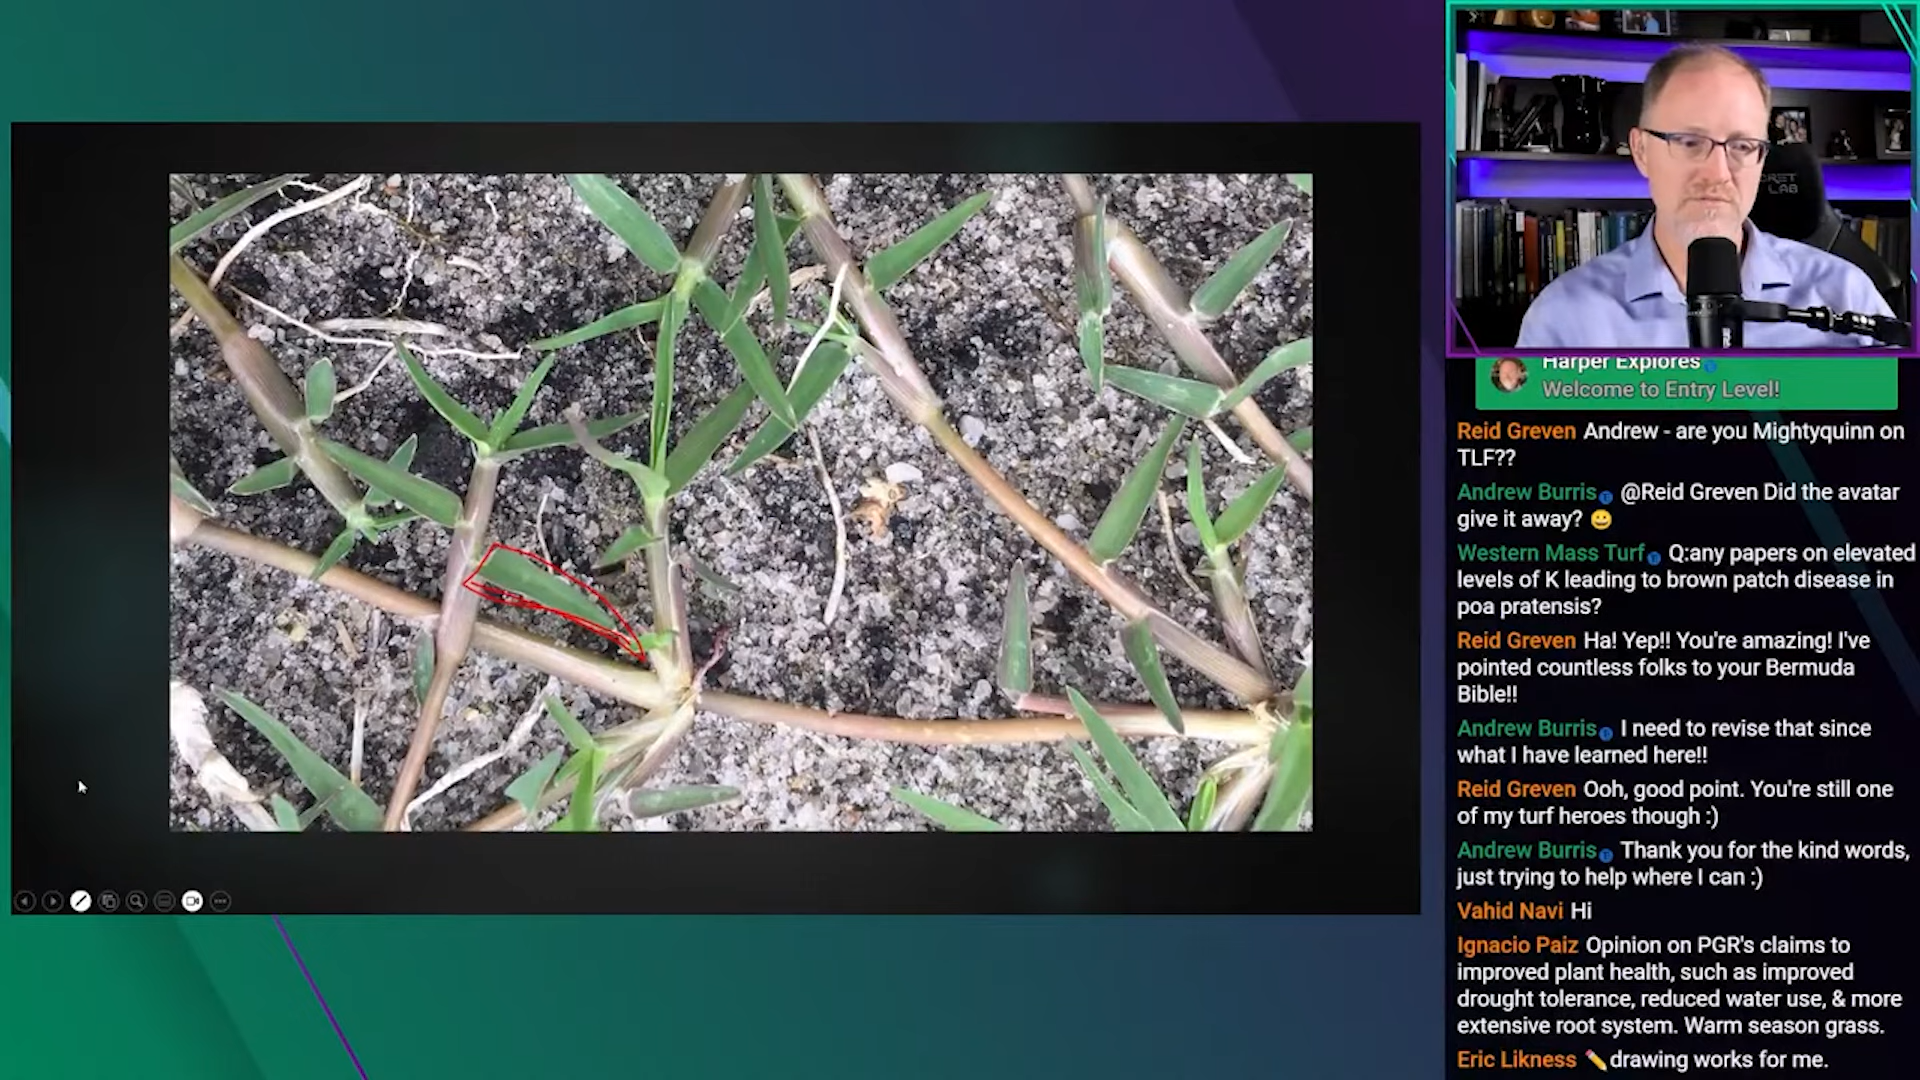 CRET
LAB
Harper Explores
Welcome to Entry Level!
Reid Greven Andrew - are you Mightyquinn on
TLF??
Andrew Burris @Reid Greven Did the avatar
give it away? 😀
Western Mass Turf Q:any papers on elevated
levels of K leading to brown patch disease in
poa pratensis?
Reid Greven Ha! Yep!! You're amazing! I've
pointed countless folks to your Bermuda
Bible!!
Andrew Burris I need to revise that since
what I have learned here!!
Reid Greven Ooh, good point. You're still one
of my turf heroes though :)
Andrew Burris Thank you for the kind words,
just trying to help where I can :)
Vahid Navi Hi
Ignacio Paiz Opinion on PGR's claims to
improved plant health, such as improved
drought tolerance, reduced water use, & more
extensive root system. Warm season grass.
Eric Likness ✏️drawing works for me.